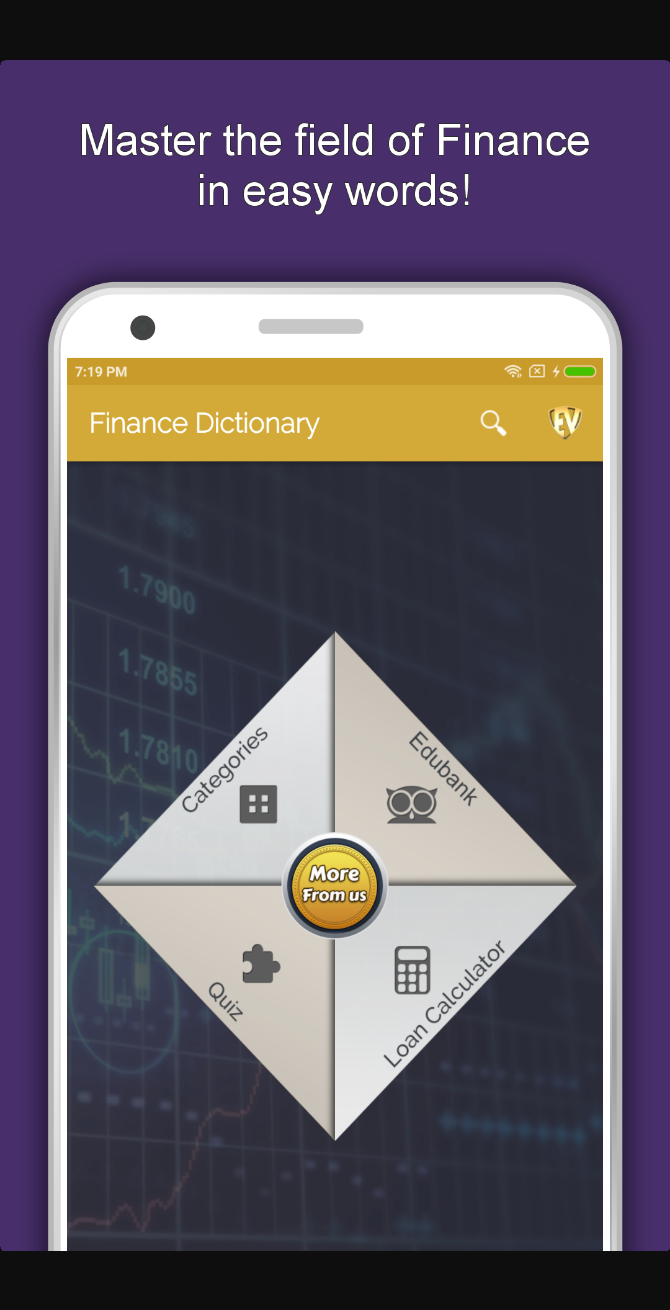 Master the field of Finance
in easy words!
7:19 PM
Finance Dictionary
EV
1.7900
1.7855
1.7810
Categories
Edubank
More
From us
Quiz
Loan Calculator